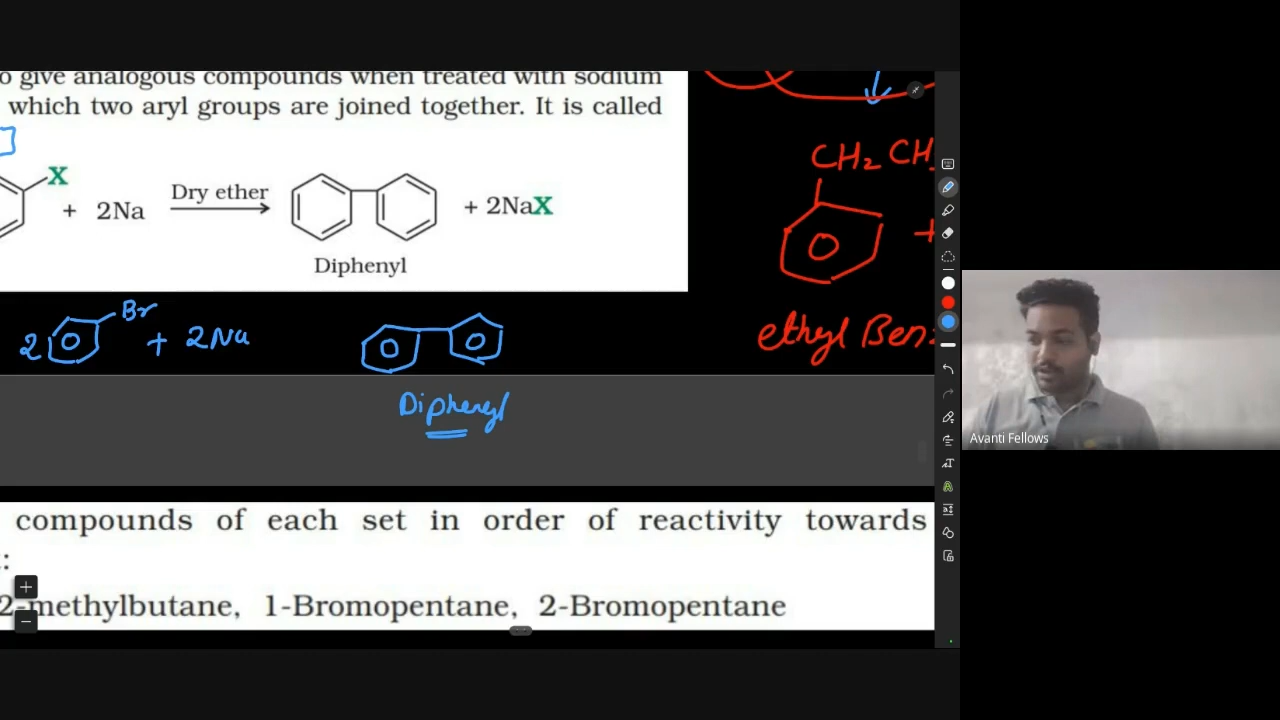 o give analogous compounds when treated with sodium
which two aryl groups are joined together. It is called
X
+ 2Na Dry ether + 2NaX
Diphenyl
CH₂ CH
+
ethyl Ben
2 Br + 2Na
Diphenyl
compounds of each set in order of reactivity towards
:
2-methylbutane, 1-Bromopentane, 2-Bromopentane
Avanti Fellows